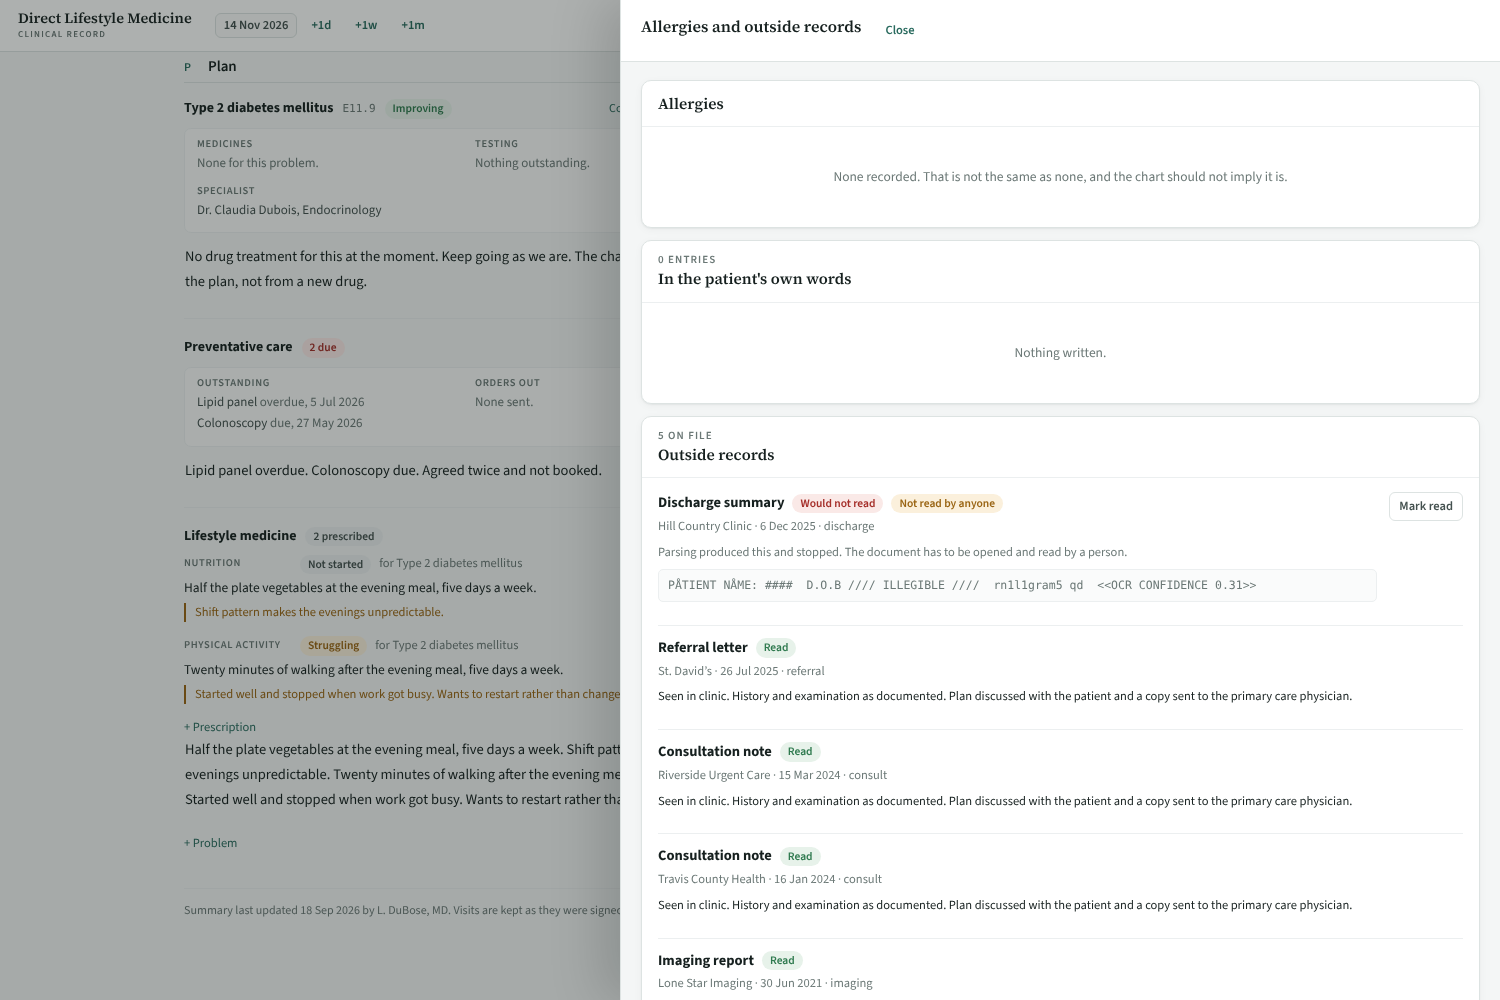 Direct Lifestyle Medicine
CLINICAL RECORD
14 Nov 2026 +1d +1w +1m
P Plan
Type 2 diabetes mellitus E11.9 Improving
MEDICINES
None for this problem.
TESTING
Nothing outstanding.
SPECIALIST
Dr. Claudia Dubois, Endocrinology
No drug treatment for this at the moment. Keep going as we are. The
the plan, not from a new drug.
Preventative care 2 due
OUTSTANDING
Lipid panel overdue, 5 Jul 2026
Colonoscopy due, 27 May 2026
ORDERS OUT
None sent.
Lipid panel overdue. Colonoscopy due. Agreed twice and not booked.
Lifestyle medicine 2 prescribed
NUTRITION Not started for Type 2 diabetes mellitus
Half the plate vegetables at the evening meal, five days a week.
Shift pattern makes the evenings unpredictable.
PHYSICAL ACTIVITY Struggling for Type 2 diabetes mellitus
Twenty minutes of walking after the evening meal, five days a week.
Started well and stopped when work got busy. Wants to restart rather than change
+ Prescription
Half the plate vegetables at the evening meal, five days a week. Shift
evenings unpredictable. Twenty minutes of walking after the evening
Started well and stopped when work got busy. Wants to restart rather
+ Problem
Summary last updated 18 Sep 2026 by L. DuBose, MD. Visits are kept as they were signed
Allergies and outside records Close
Allergies
None recorded. That is not the same as none, and the chart should not imply it is.
0 ENTRIES
In the patient's own words
Nothing written.
5 ON FILE
Outside records
Discharge summary Would not read Not read by anyone Mark read
Hill Country Clinic · 6 Dec 2025 · discharge
Parsing produced this and stopped. The document has to be opened and read by a person.
PÂTIENT NÂME: #### D.O.B //// ILLEGIBLE //// rn1l1gram5 qd <<OCR CONFIDENCE 0.31>>
Referral letter Read
St. David’s · 26 Jul 2025 · referral
Seen in clinic. History and examination as documented. Plan discussed with the patient and a copy sent to the primary care physician.
Consultation note Read
Riverside Urgent Care · 15 Mar 2024 · consult
Seen in clinic. History and examination as documented. Plan discussed with the patient and a copy sent to the primary care physician.
Consultation note Read
Travis County Health · 16 Jan 2024 · consult
Seen in clinic. History and examination as documented. Plan discussed with the patient and a copy sent to the primary care physician.
Imaging report Read
Lone Star Imaging · 30 Jun 2021 · imaging